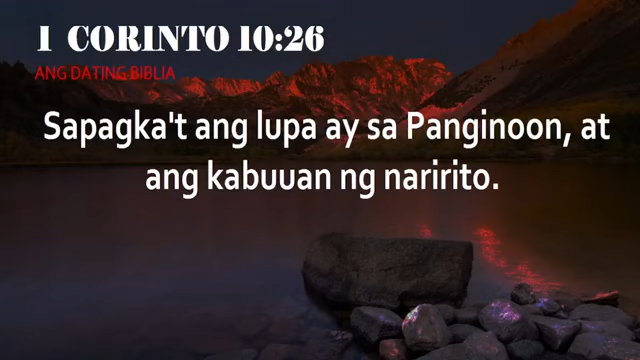 1 CORINTO 10:26
ANG DATING BIBLIA
Sapagka't ang lupa ay sa Panginoon, at
ang kabuuan ng naririto.